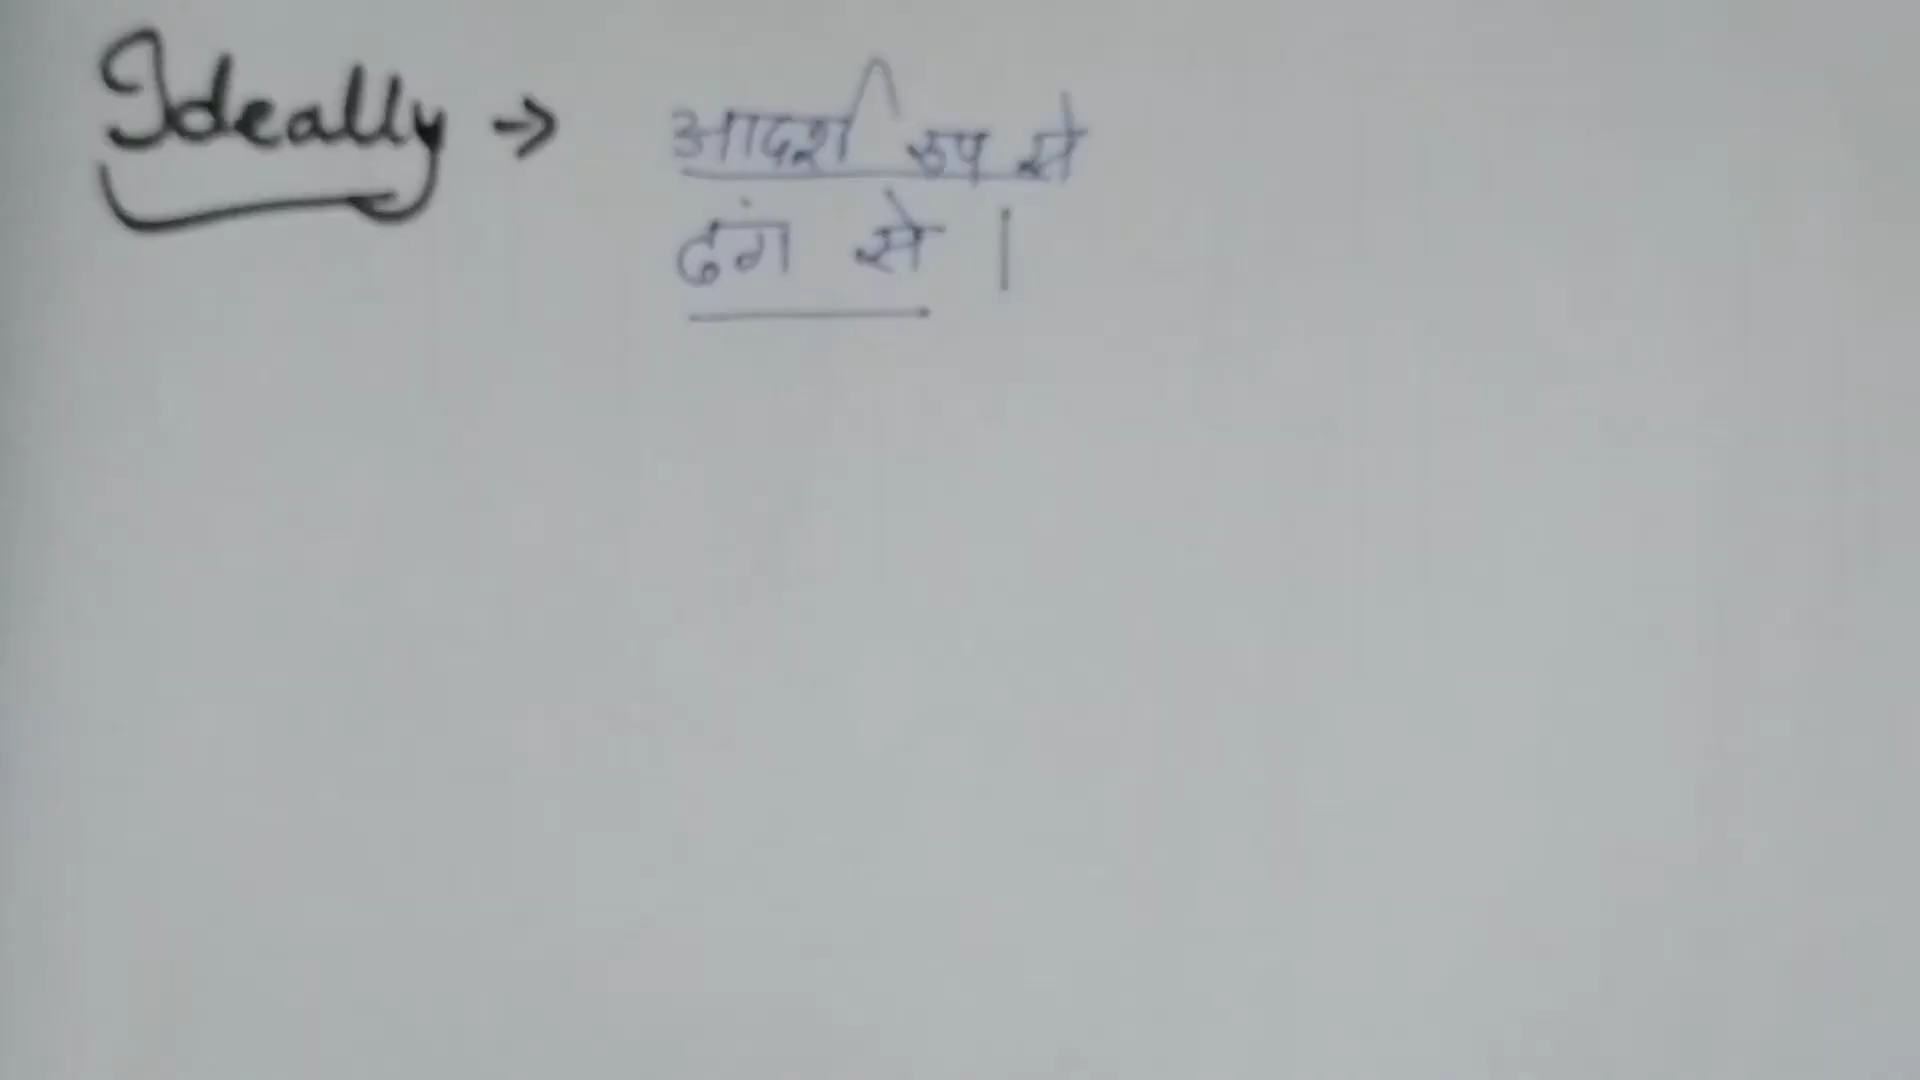 Ideally → आदर्श रुप से
ढंग से ।